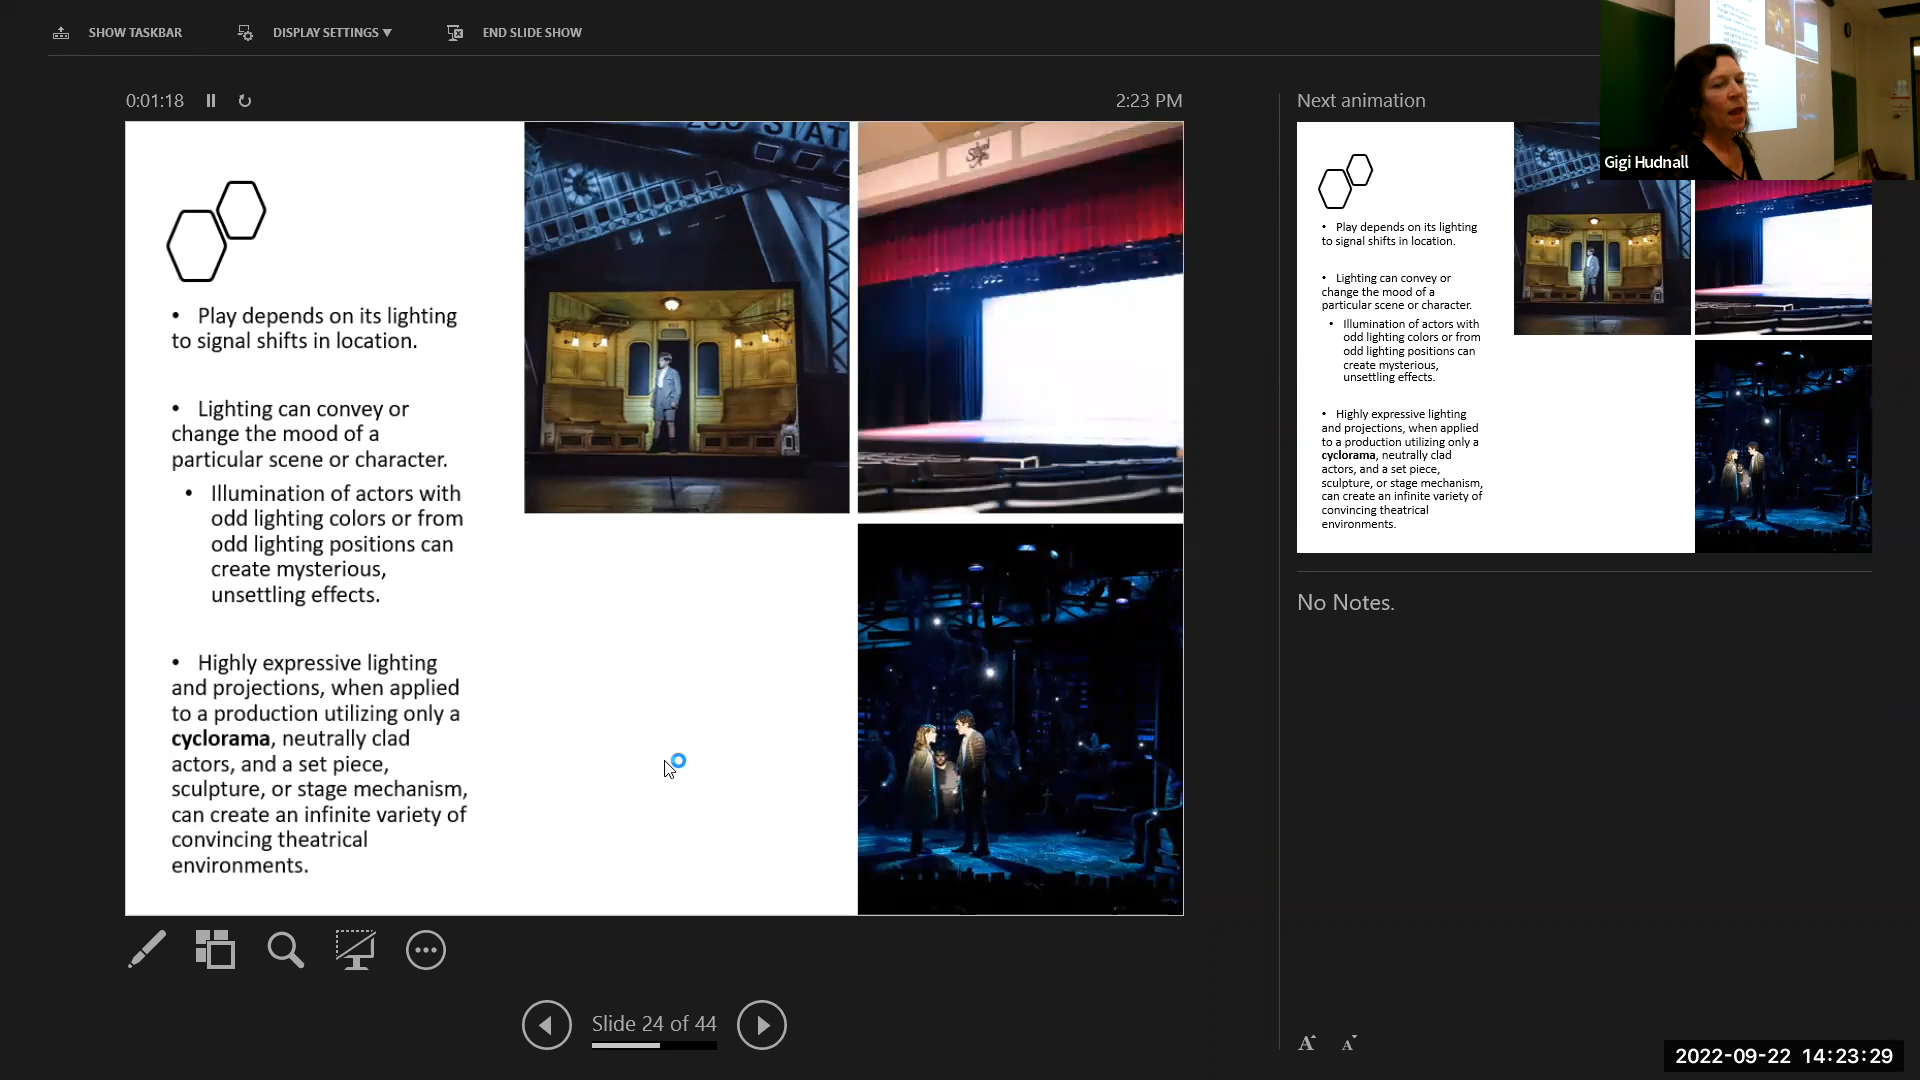 SHOW TASKBAR
DISPLAY SETTINGS ▼
END SLIDE SHOW
0:01:18
2:23 PM
Next animation
Gigi Hudnall
• Play depends on its lighting
to signal shifts in location.
• Lighting can convey or
change the mood of a
particular scene or character.
• Illumination of actors with
odd lighting colors or from
odd lighting positions can
create mysterious,
unsettling effects.
• Highly expressive lighting
and projections, when applied
to a production utilizing only a
cyclorama, neutrally clad
actors, and a set piece,
sculpture, or stage mechanism,
can create an infinite variety of
convincing theatrical
environments.
• Play depends on its lighting
to signal shifts in location.
• Lighting can convey or
change the mood of a
particular scene or character.
• Illumination of actors with
odd lighting colors or from
odd lighting positions can
create mysterious,
unsettling effects.
• Highly expressive lighting
and projections, when applied
to a production utilizing only a
cyclorama, neutrally clad
actors, and a set piece,
sculpture, or stage mechanism,
can create an infinite variety of
convincing theatrical
environments.
No Notes.
Slide 24 of 44
A A
2022-09-22 14:23:29